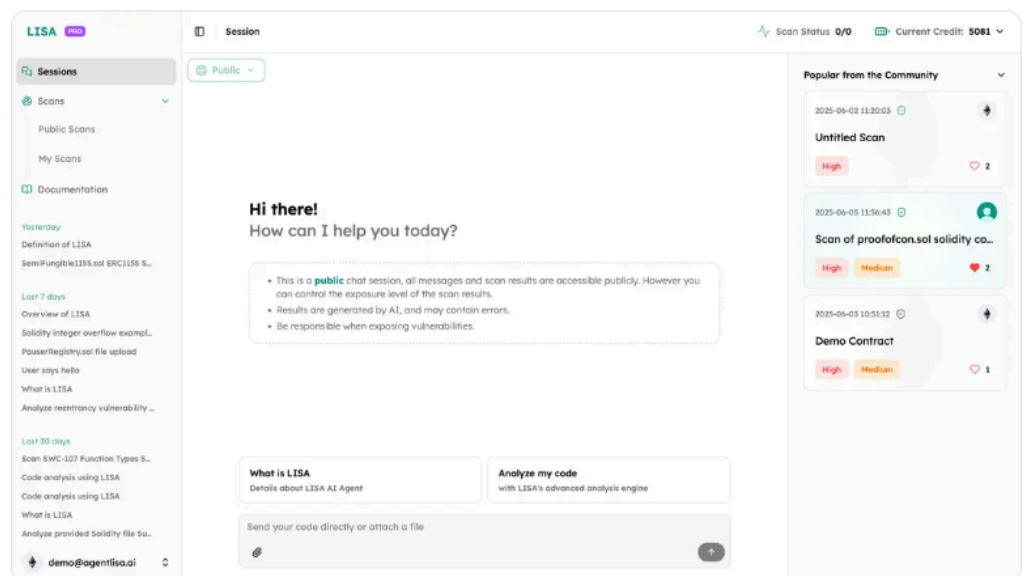 LISA PRO
Session
Scan Status 0/0
Current Credit: 5081
Sessions
Scans
Public Scans
My Scans
Documentation
Yesterday
Definition of LISA
SemiFungible1155.sol ERC1155 S...
Last 7 days
Overview of LISA
Solidity integer overflow exampl...
PauserRegistry.sol file upload
User says hello
What is LISA
Analyze reentrancy vulnerability ...
Last 30 days
Scan SWC-107 Function Types S...
Code analysis using LISA
Code analysis using LISA
What is LISA
Analyze provided Solidity file Su...
demo@agentlisa.ai
Public
Hi there!
How can I help you today?
• This is a public chat session, all messages and scan results are accessible publicly. However you
can control the exposure level of the scan results.
• Results are generated by AI, and may contain errors.
• Be responsible when exposing vulnerabilities.
What is LISA
Details about LISA AI Agent
Analyze my code
with LISA's advanced analysis engine
Send your code directly or attach a file
Popular from the Community
2025-06-02 11:20:03
Untitled Scan
High
2
2025-06-03 11:56:43
Scan of proofofcon.sol solidity co...
High Medium
2
2025-06-03 10:51:12
Demo Contract
High Medium
1